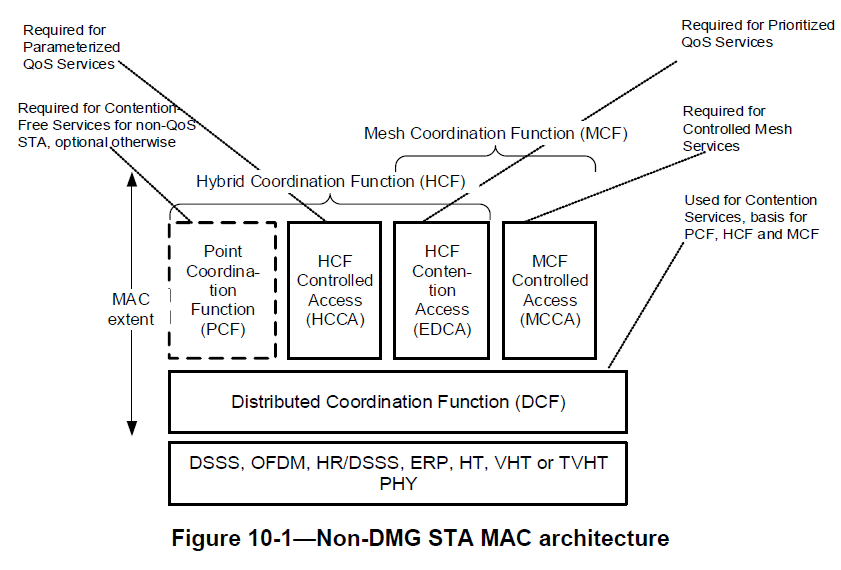 Required for
Parameterized
QoS Services
Required for Prioritized
QoS Services
Required for Contention-
Free Services for non-QoS
STA, optional otherwise
Mesh Coordination Function (MCF)
Required for
Controlled Mesh
Services
Hybrid Coordination Function (HCF)
Used for Contention
Services, basis for
PCF, HCF and MCF
MAC
extent
Point
Coordina-
tion
Function
(PCF)
HCF
Controlled
Access
(HCCA)
HCF
Conten-
tion
Access
(EDCA)
MCF
Controlled
Access
(MCCA)
Distributed Coordination Function (DCF)
DSSS, OFDM, HR/DSSS, ERP, HT, VHT or TVHT
PHY
Figure 10-1—Non-DMG STA MAC architecture